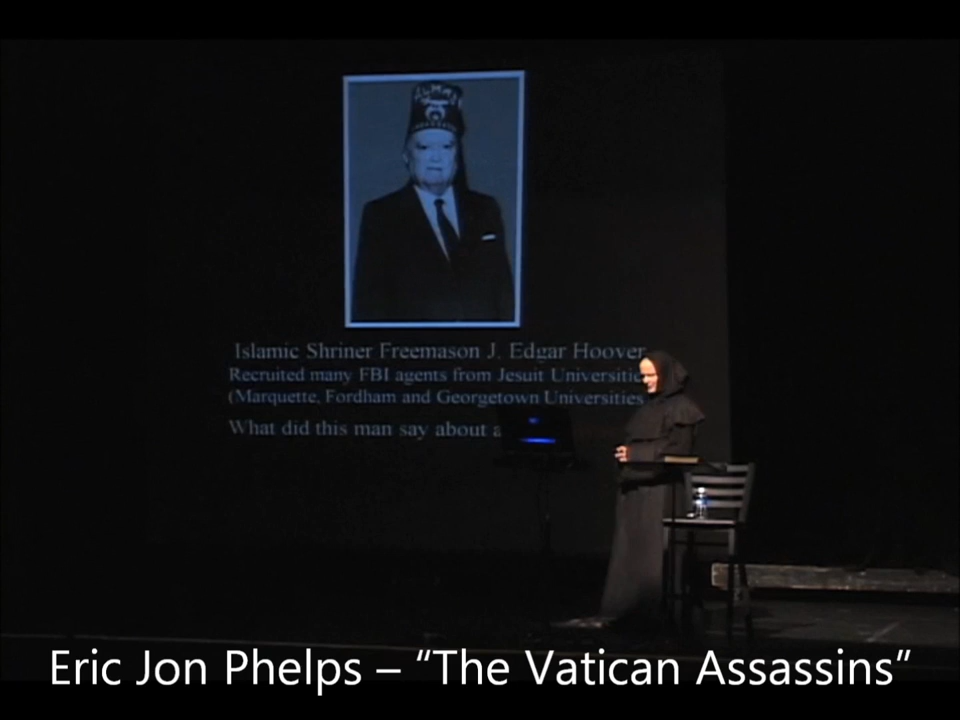 Islamic Shriner Freemason J. Edgar Hoover
Recruited many FBI agents from Jesuit
(Marquette, Fordham and Georgetown Universities
What did this man say about
Eric Jon Phelps – “The Vatican Assassins”